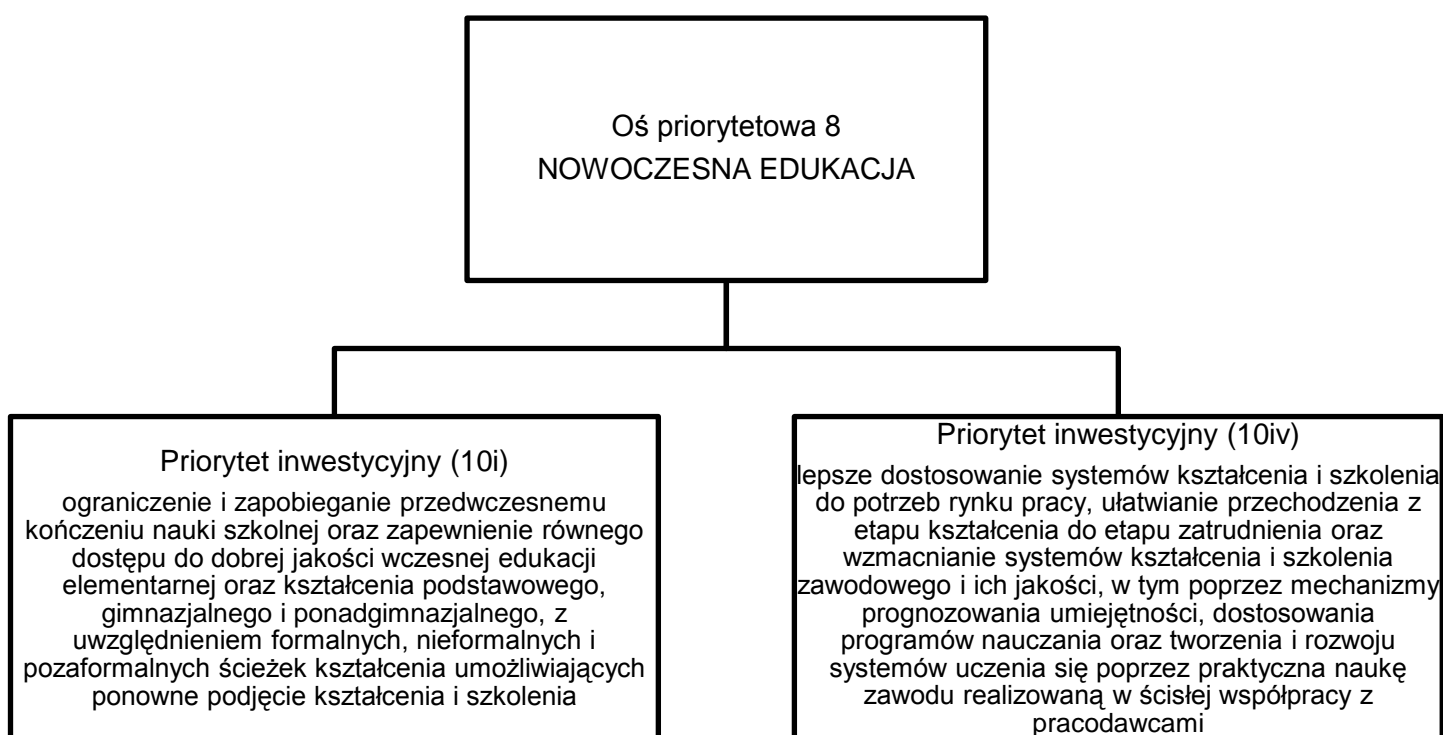 Oś priorytetowa 8
NOWOCZESNA EDUKACJA
Priorytet inwestycyjny (10i)
ograniczenie i zapobieganie przedwczesnemu
kończeniu nauki szkolnej oraz zapewnienie równego
dostępu do dobrej jakości wczesnej edukacji
elementarnej oraz kształcenia podstawowego,
gimnazjalnego i ponadgimnazjalnego, z
uwzględnieniem formalnych, nieformalnych i
pozaformalnych ścieżek kształcenia umożliwiających
ponowne podjęcie kształcenia i szkolenia
Priorytet inwestycyjny (10iv)
lepsze dostosowanie systemów kształcenia i szkolenia
do potrzeb rynku pracy, ułatwianie przechodzenia z
etapu kształcenia do etapu zatrudnienia oraz
wzmacnianie systemów kształcenia i szkolenia
zawodowego i ich jakości, w tym poprzez mechanizmy
prognozowania umiejętności, dostosowania
programów nauczania oraz tworzenia i rozwoju
systemów uczenia się poprzez praktyczna naukę
zawodu realizowaną w ścisłej współpracy z
pracodawcami